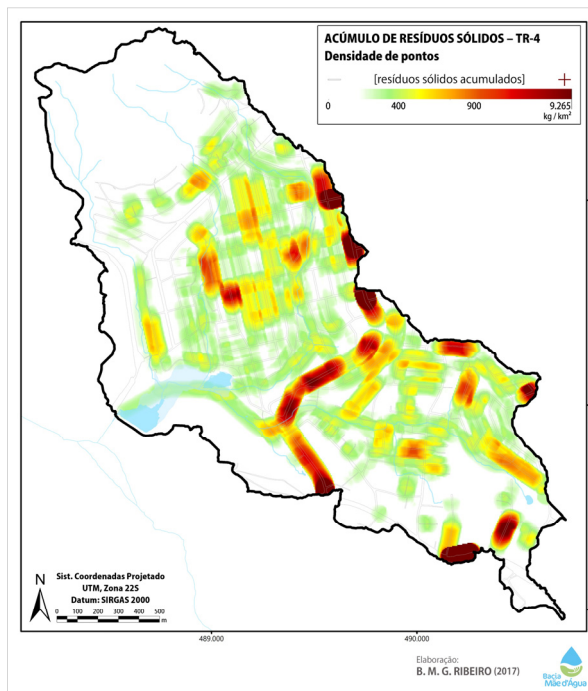 ACÚMULO DE RESÍDUOS SÓLIDOS – TR-4
Densidade de pontos
[resíduos sólidos acumulados]
0 400 900 9.265
kg / km²
N
Sist. Coordenadas Projetado
UTM, Zona 22S
Datum: SIRGAS 2000
0 50 100 200 300 400 500
m
489.000 490.000
Elaboração:
B. M. G. RIBEIRO (2017)
Bacia
Mãe d'Água